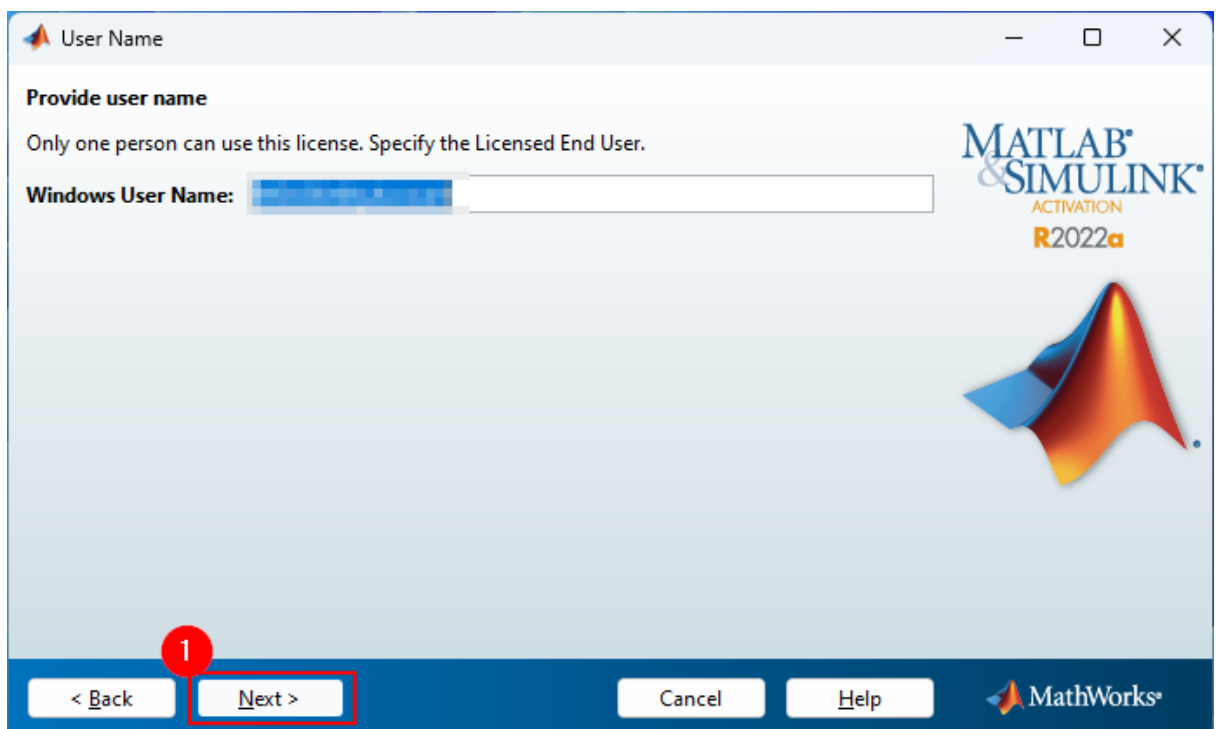 User Name
Provide user name
Only one person can use this license. Specify the Licensed End User.
Windows User Name:
MATLAB®
&SIMULINK®
ACTIVATION
R2022a
1
< Back
Next >
Cancel
Help
MathWorks®